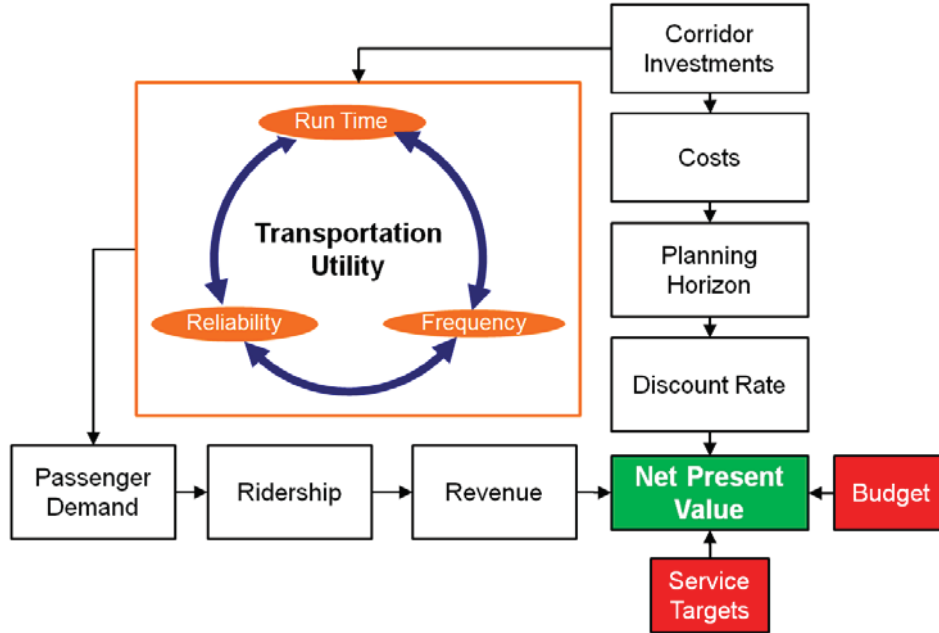 Corridor
Investments
Run Time
Costs
Transportation
Utility
Planning
Horizon
Reliability
Frequency
Discount Rate
Passenger
Demand
Ridership
Revenue
Net Present
Value
Budget
Service
Targets